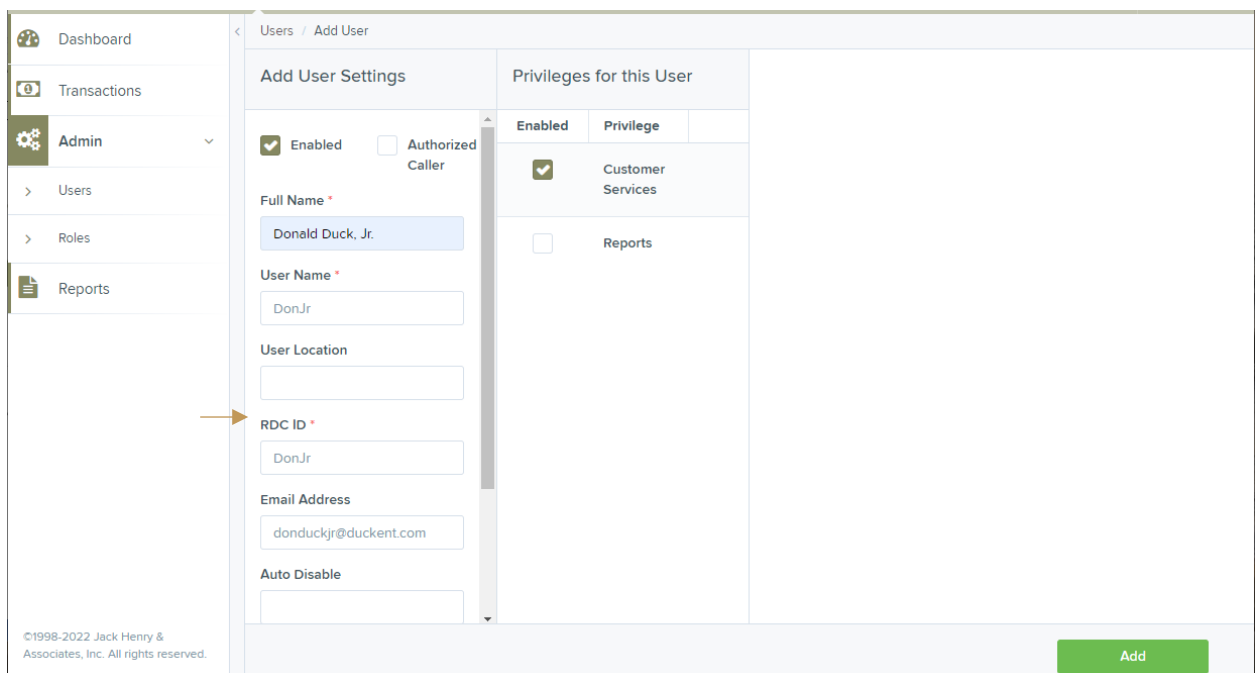 Dashboard
Transactions
Admin
Users
Roles
Reports
©1998-2022 Jack Henry &
Associates, Inc. All rights reserved.
Users / Add User
Add User Settings
Enabled
Authorized
Caller
Full Name *
Donald Duck, Jr.
User Name *
DonJr
User Location
RDC ID *
DonJr
Email Address
donduckjr@duckent.com
Auto Disable
Privileges for this User
Enabled Privilege
Customer
Services
Reports
Add